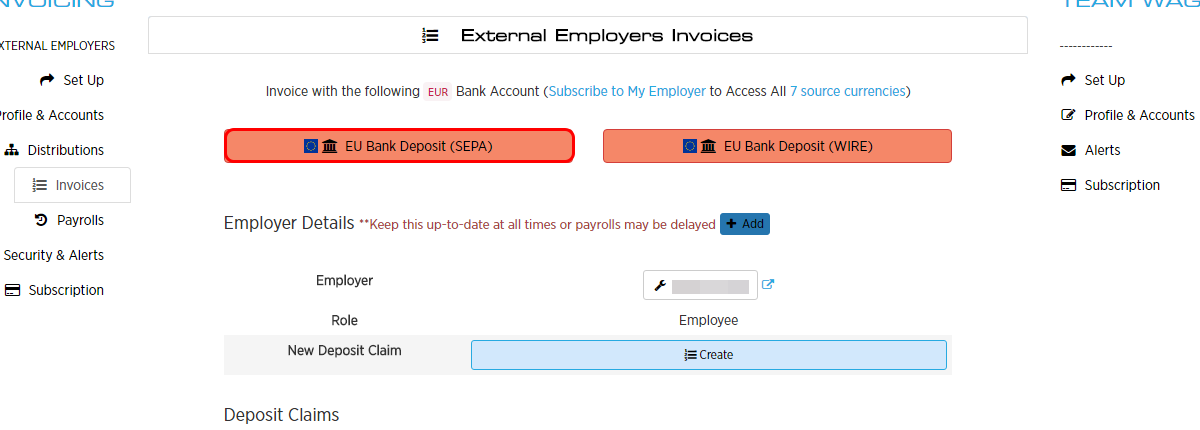 INVOICING
TEAM WAG
External Employers Invoices
XTERNAL EMPLOYERS
------------
Set Up
Set Up
Invoice with the following EUR Bank Account (Subscribe to My Employer to Access All 7 source currencies)
rofile & Accounts
Profile & Accounts
EU Bank Deposit (SEPA)
EU Bank Deposit (WIRE)
Distributions
Alerts
Invoices
Subscription
Payrolls
Employer Details **Keep this up-to-date at all times or payrolls may be delayed + Add
Security & Alerts
Subscription
Employer
Role
Employee
New Deposit Claim
Create
Deposit Claims